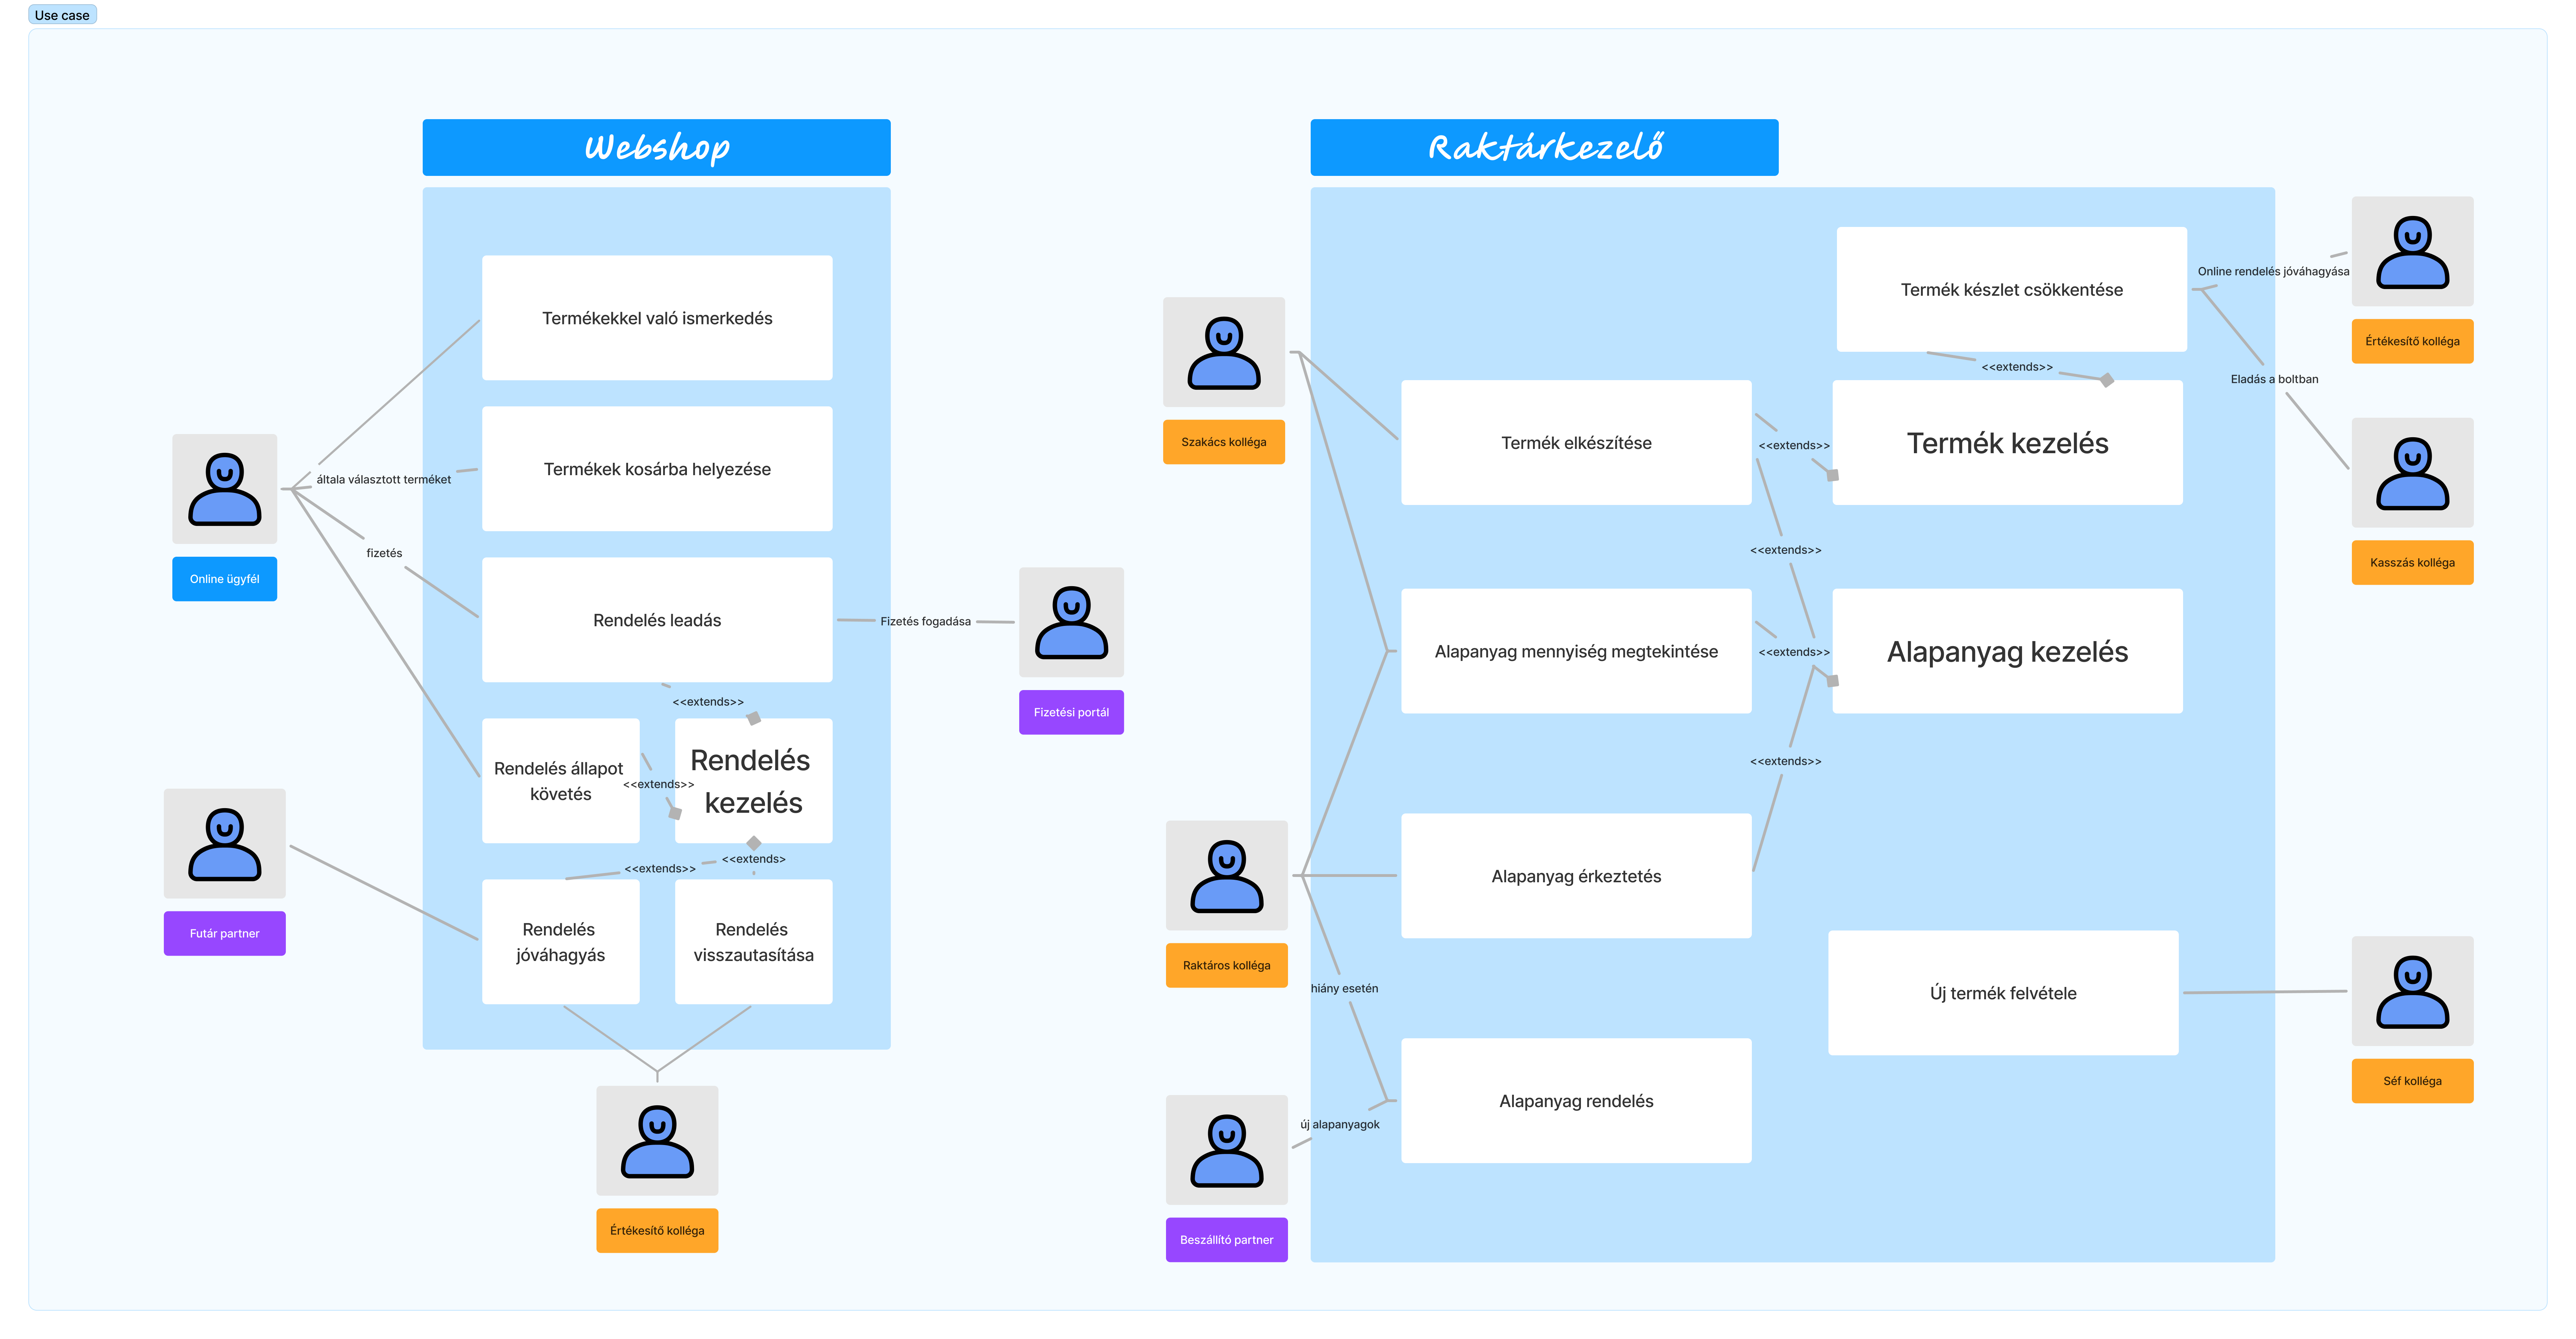 Use case
Webshop
Termékekkel való ismerkedés
Termékek kosárba helyezése
általa választott terméket
Online ügyfél
fizetés
Rendelés leadás
Fizetés fogadása
Fizetési portál
<<extends>>
Rendelés állapot
követés
<<extends>>
Rendelés
kezelés
<<extends>>
<<extends>
Futár partner
Rendelés
jóváhagyás
Rendelés
visszautasítása
Értékesítő kolléga
Raktárkezelő
Termék készlet csökkentése
Online rendelés jóváhagyása
Értékesítő kolléga
<<extends>>
Eladás a boltban
Szakács kolléga
Termék elkészítése
<<extends>>
Termék kezelés
Kasszás kolléga
<<extends>>
Alapanyag mennyiség megtekintése
<<extends>>
Alapanyag kezelés
<<extends>>
Alapanyag érkeztetés
Raktáros kolléga
hiány esetén
Új termék felvétele
Séf kolléga
Alapanyag rendelés
új alapanyagok
Beszállító partner